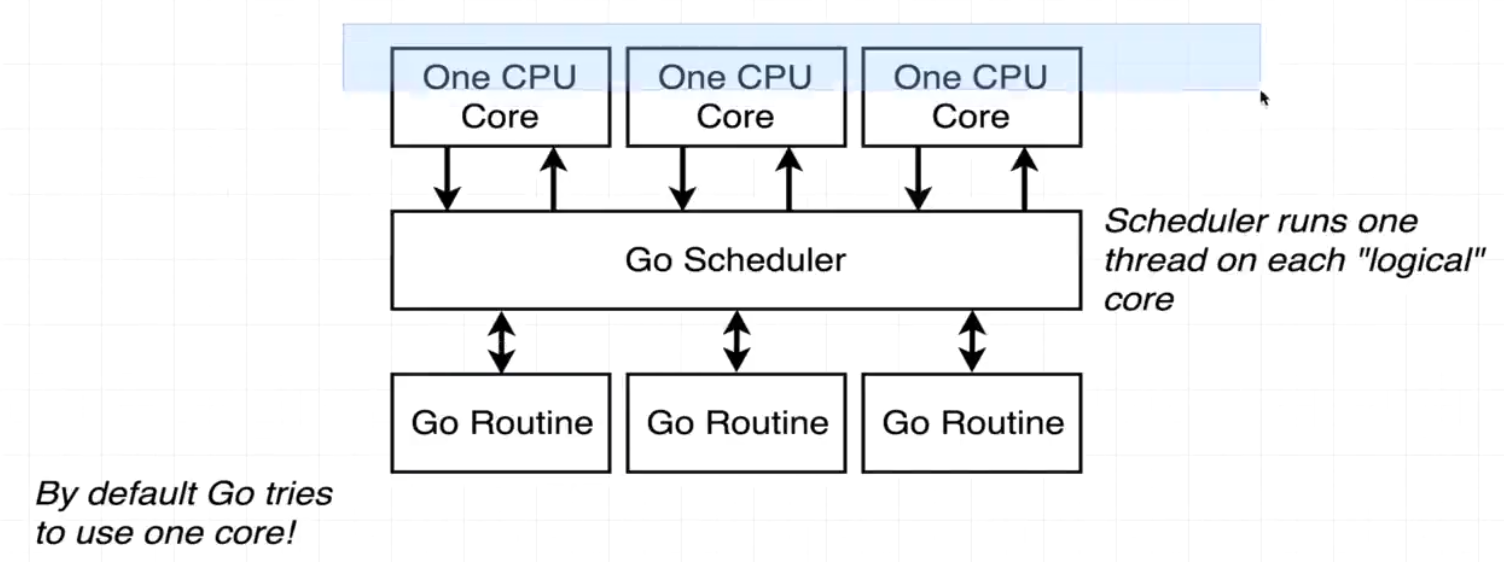 One CPU
Core
One CPU
Core
One CPU
Core
Go Scheduler
Scheduler runs one
thread on each "logical"
core
Go Routine
Go Routine
Go Routine
By default Go tries
to use one core!